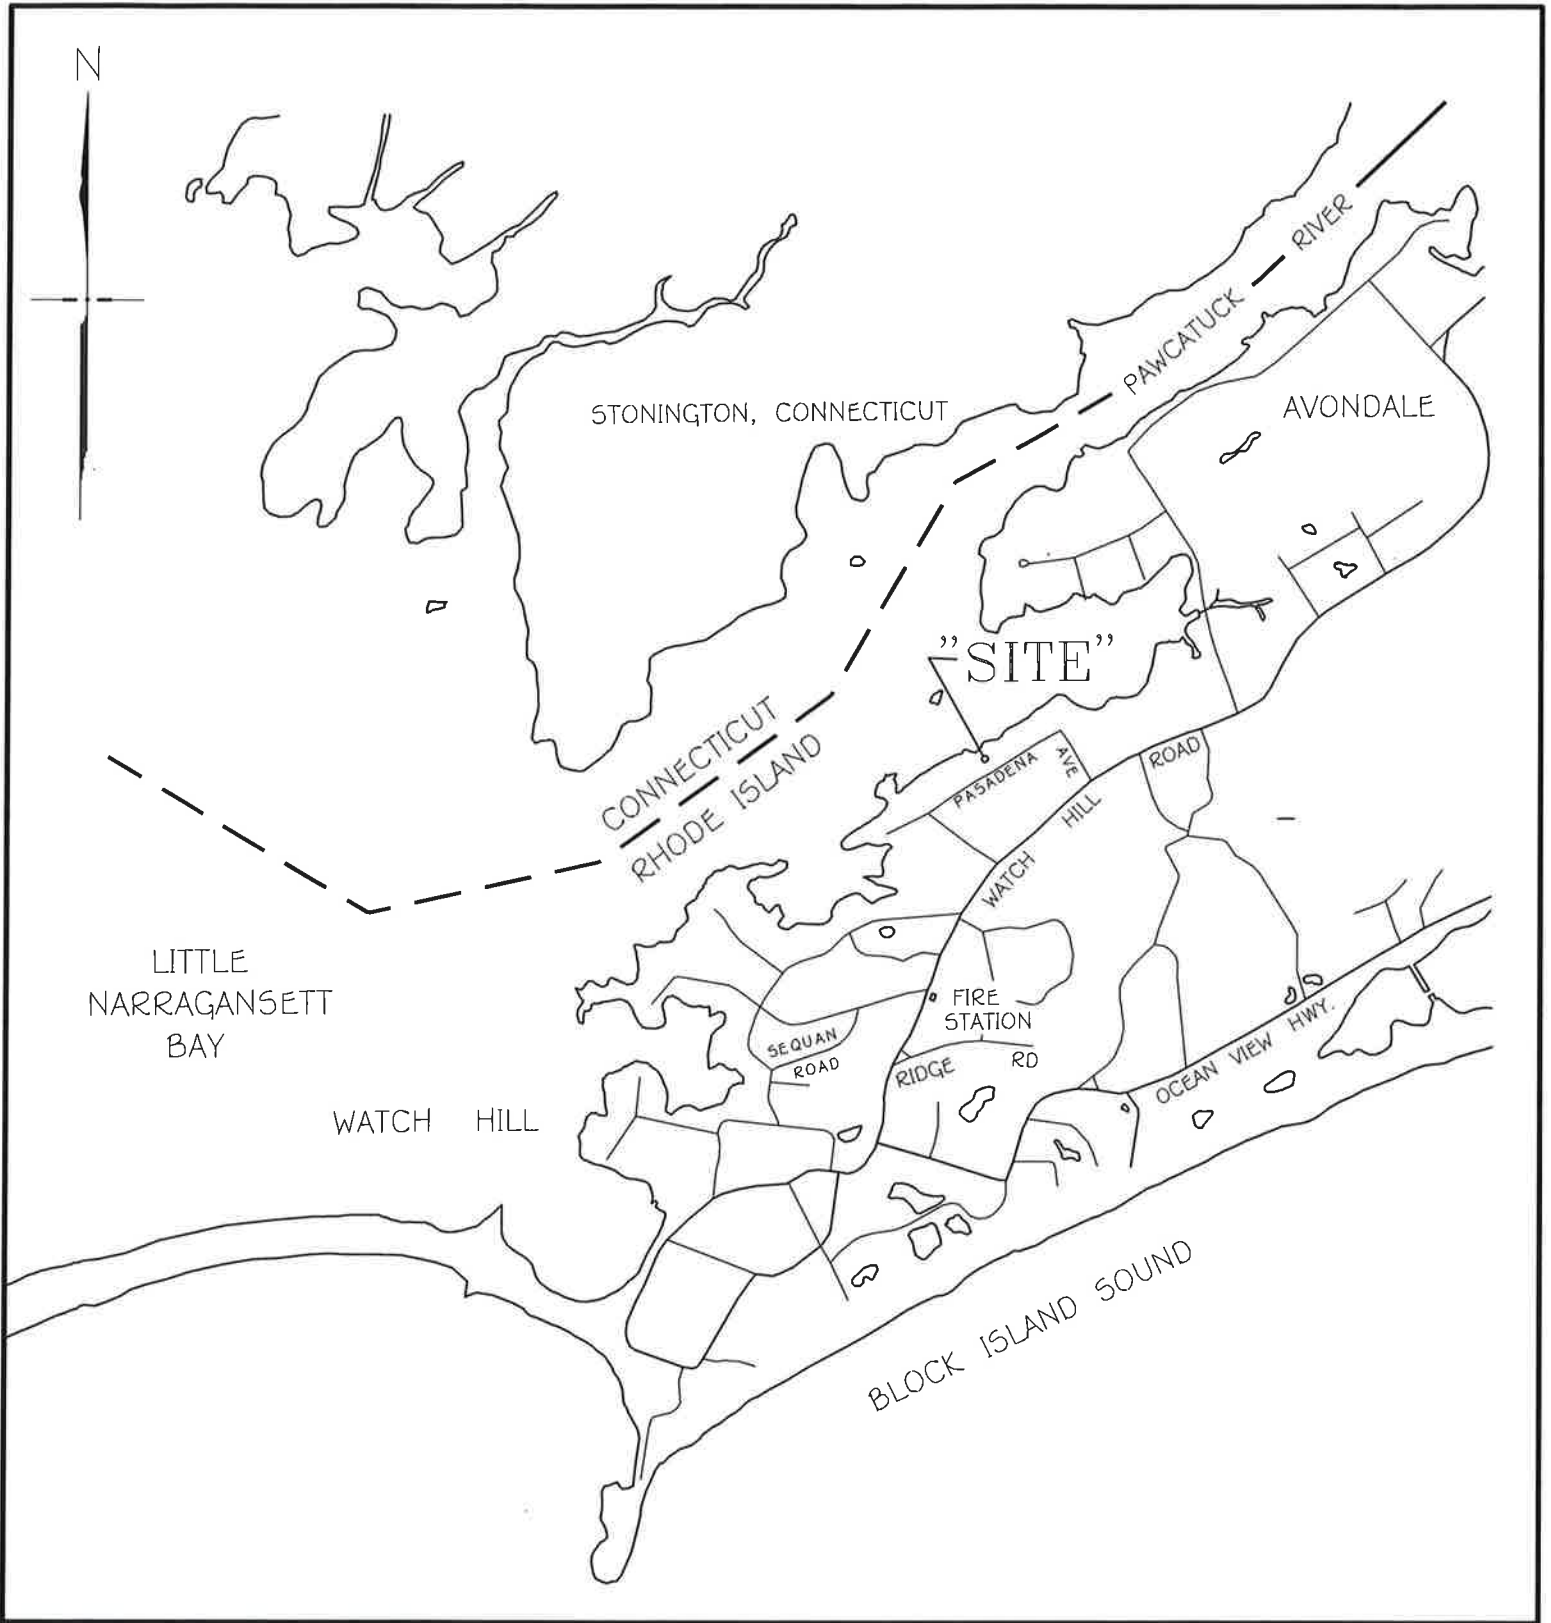 N
RIVER
PAWCATUCK
STONINGTON, CONNECTICUT
AVONDALE
"SITE"
CONNECTICUT
RHODE ISLAND
PASADENA
AVE
ROAD
HILL
WATCH
LITTLE
NARRAGANSETT
BAY
FIRE
STATION
SEQUAN
ROAD
RIDGE
RD
OCEAN VIEW HWY.
WATCH HILL
BLOCK ISLAND SOUND